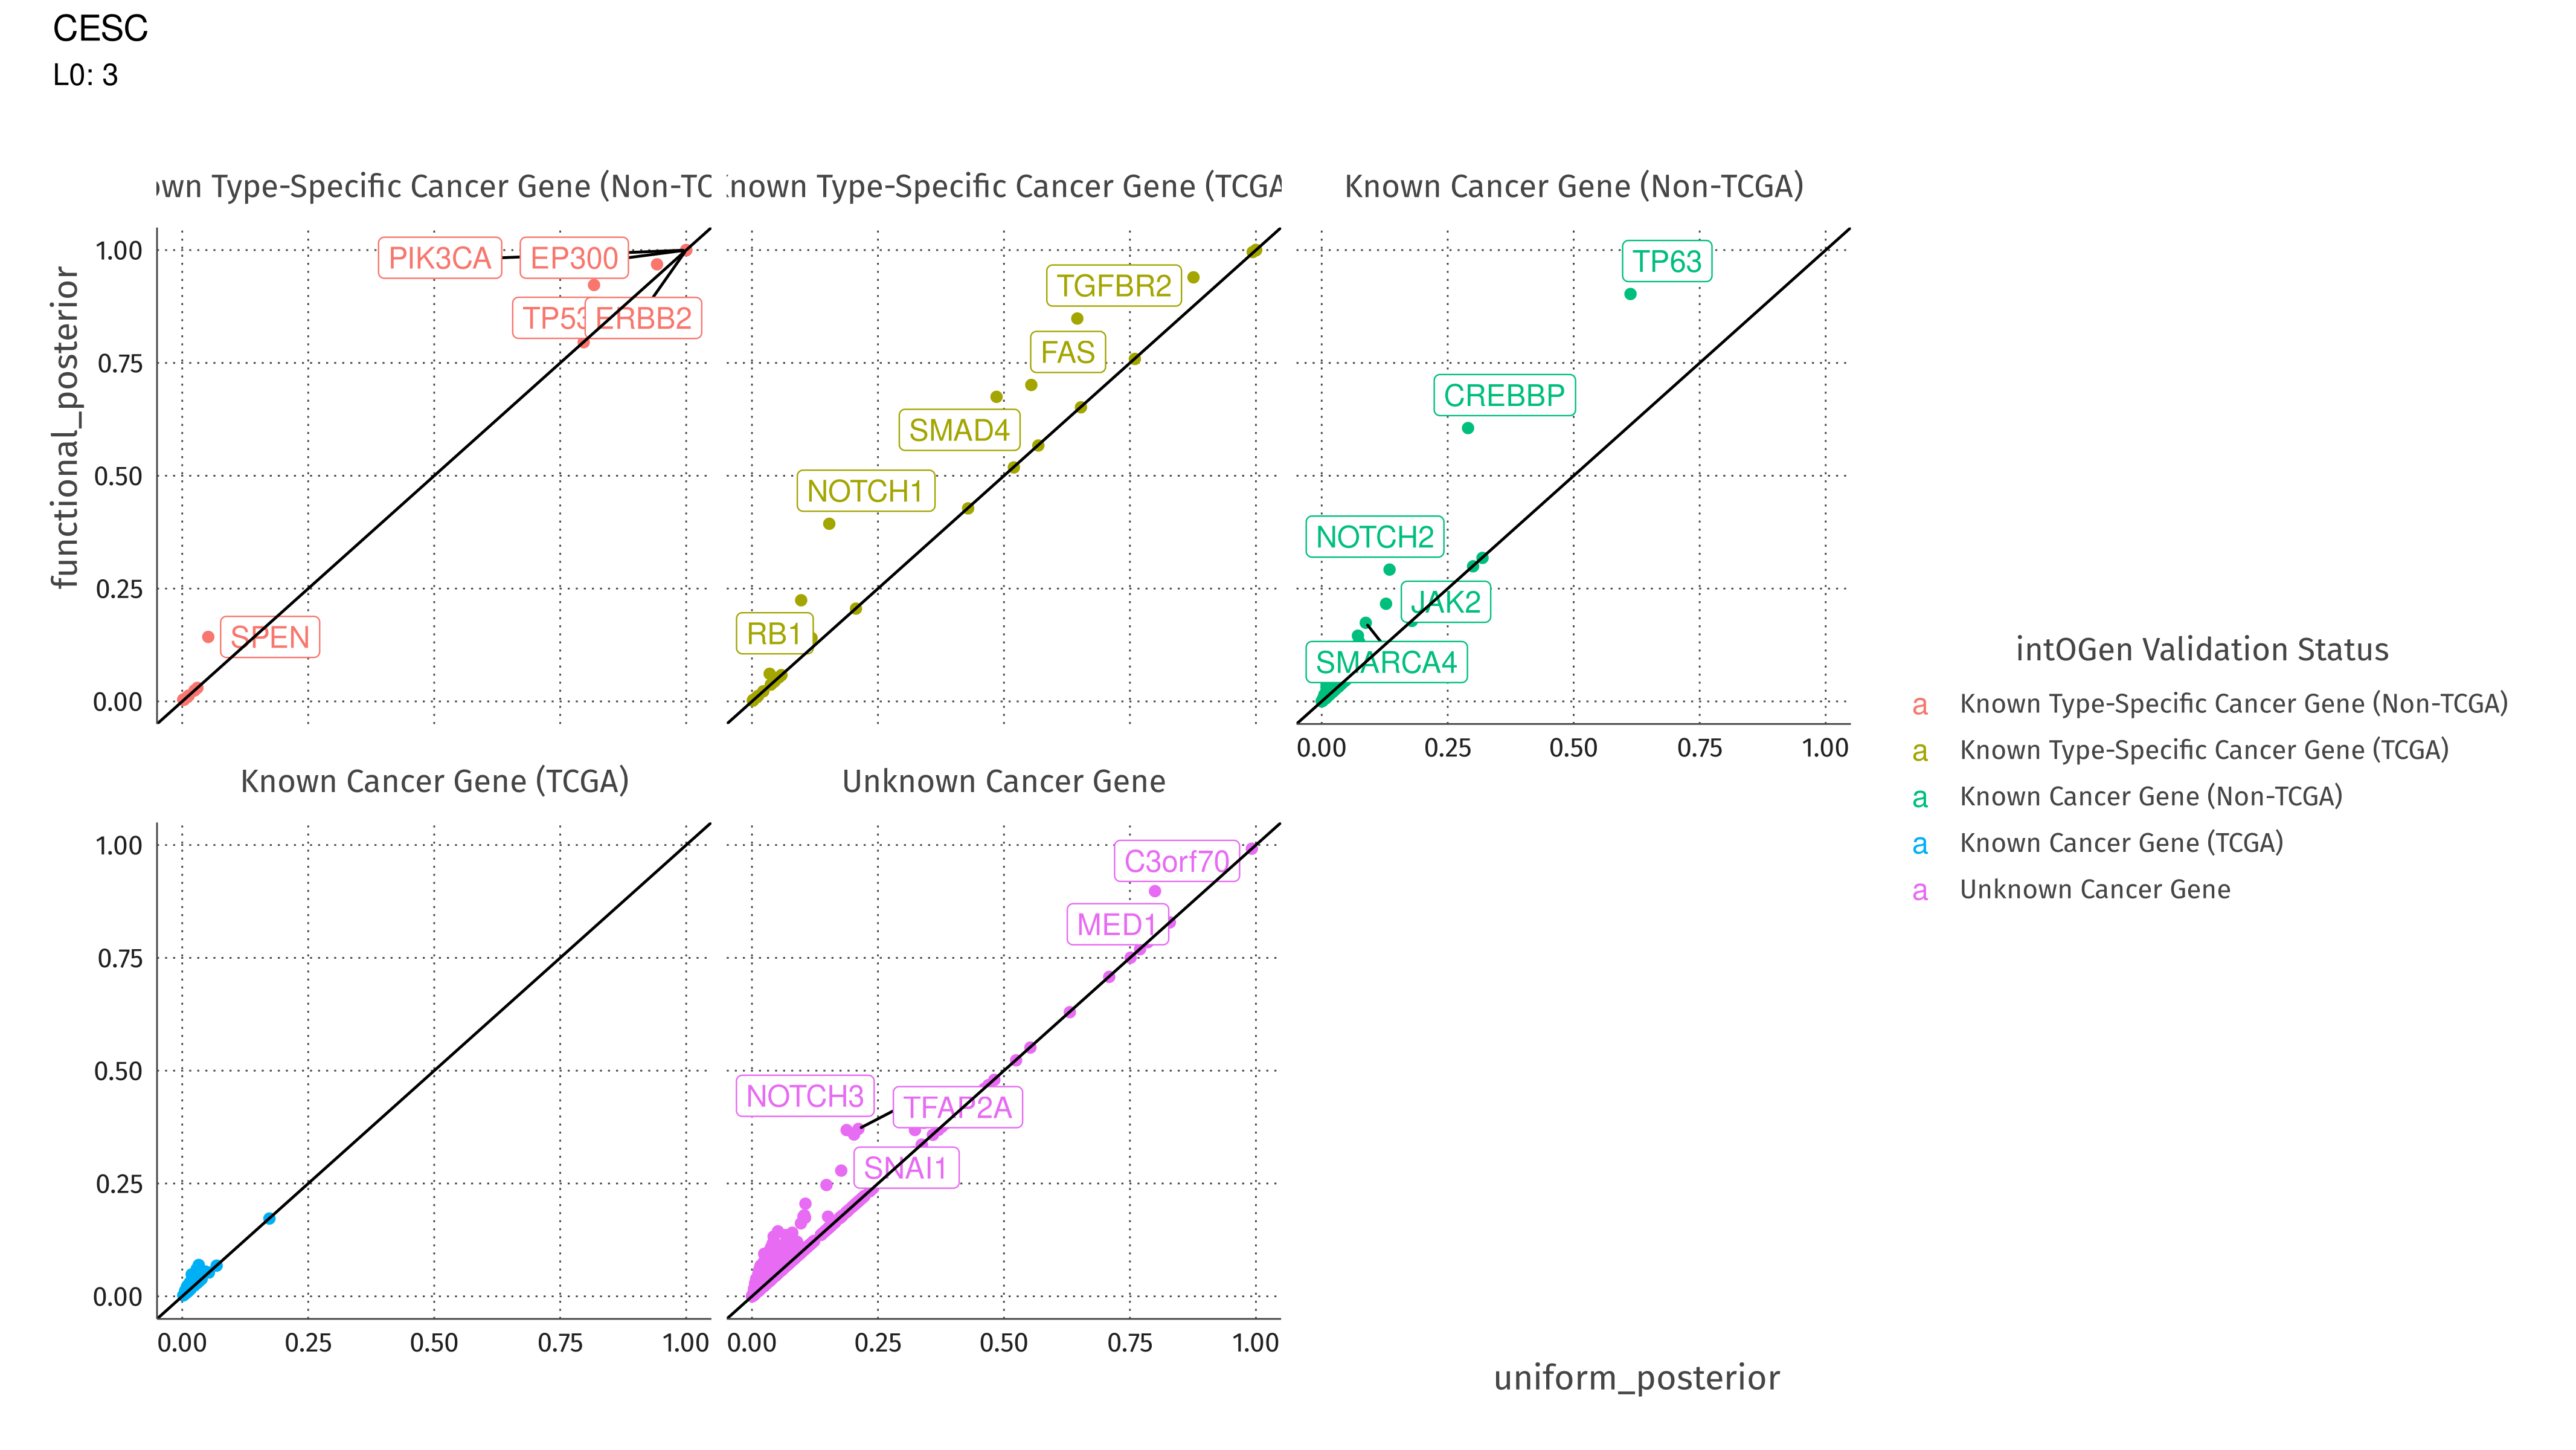 CESC
L0: 3
own Type-Specific Cancer Gene (Non-TC
Known Type-Specific Cancer Gene (TCGA
Known Cancer Gene (Non-TCGA)
functional_posterior
1.00
0.75
0.50
0.25
0.00
PIK3CA
EP300
TP53
ERBB2
SPEN
TGFBR2
FAS
SMAD4
NOTCH1
RB1
TP63
CREBBP
NOTCH2
JAK2
SMARCA4
0.00 0.25 0.50 0.75 1.00
Known Cancer Gene (TCGA)
Unknown Cancer Gene
1.00
0.75
0.50
0.25
0.00
C3orf70
MED1
NOTCH3
TFAP2A
SNAI1
0.00 0.25 0.50 0.75 1.00
0.00 0.25 0.50 0.75 1.00
uniform_posterior
intOGen Validation Status
a Known Type-Specific Cancer Gene (Non-TCGA)
a Known Type-Specific Cancer Gene (TCGA)
a Known Cancer Gene (Non-TCGA)
a Known Cancer Gene (TCGA)
a Unknown Cancer Gene